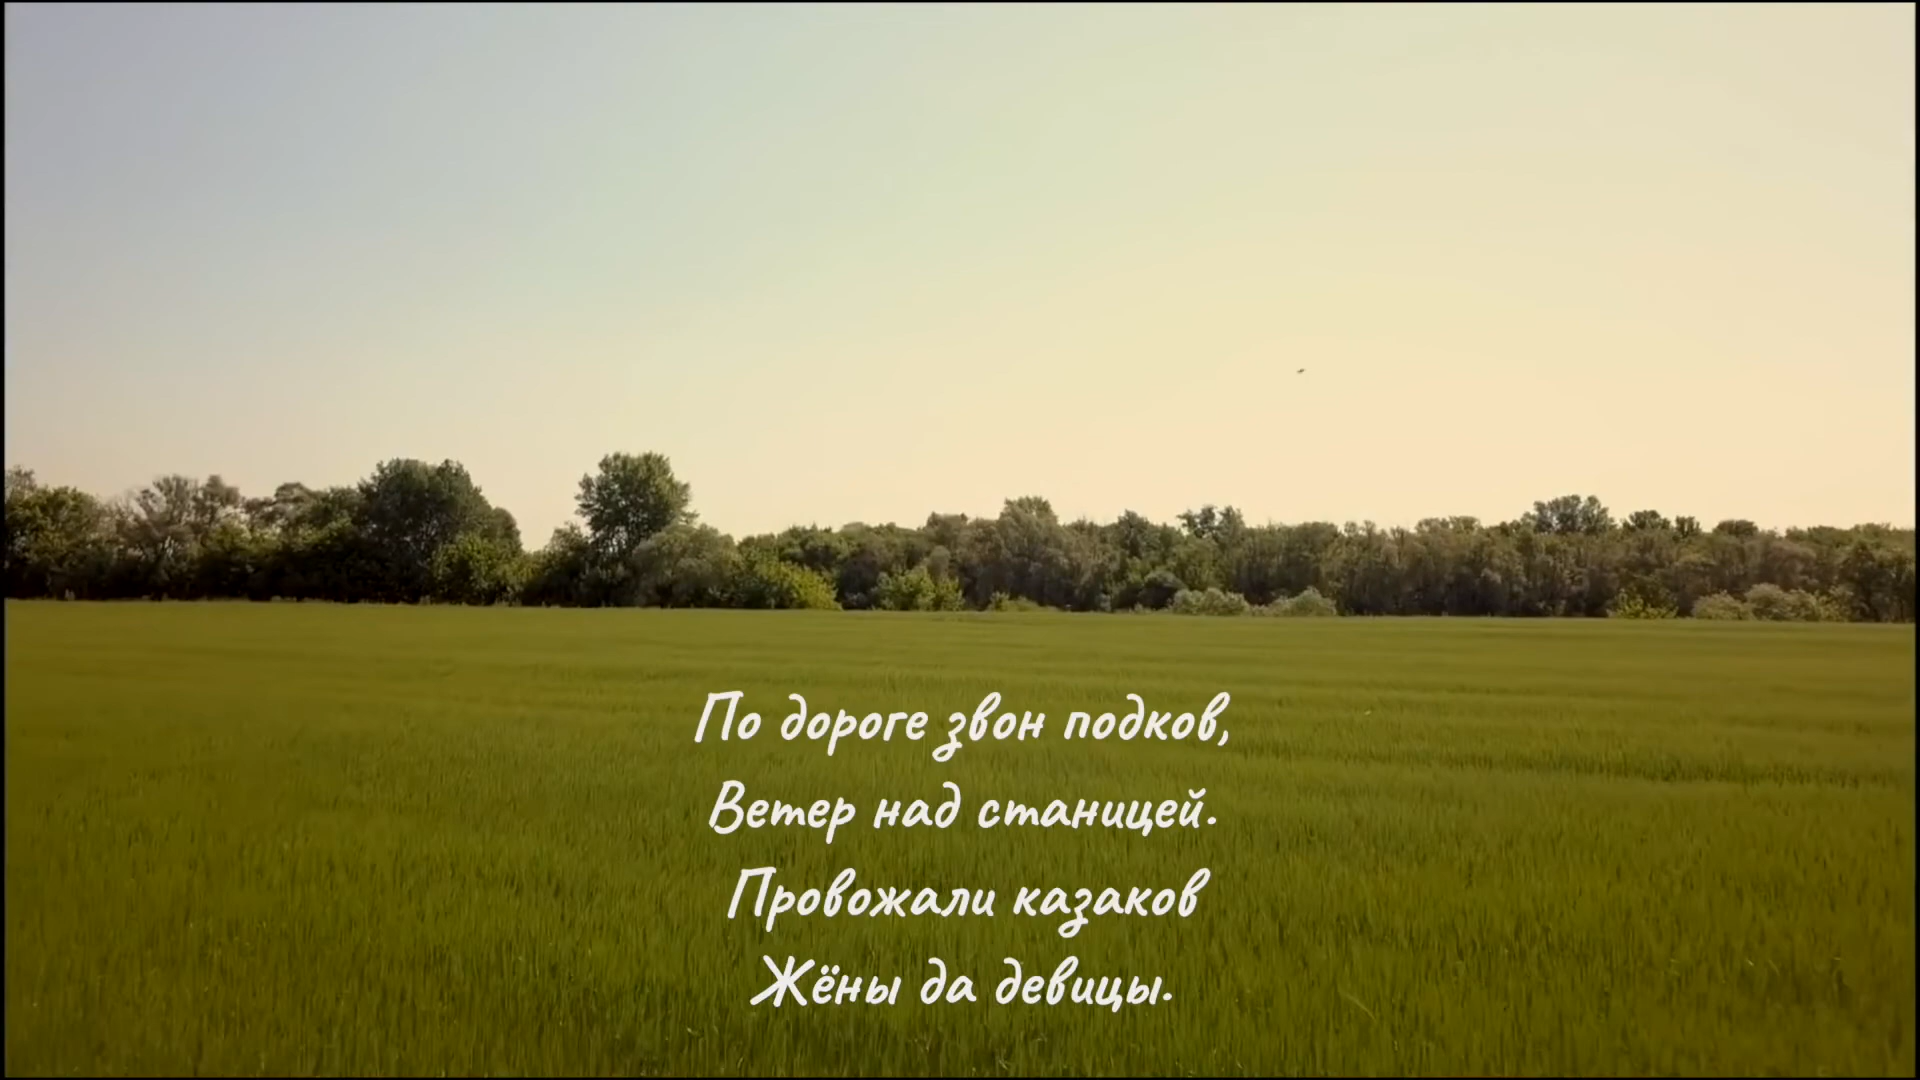 По дороге звон подков,
Ветер над станицей.
Провожали казаков
Жёны да девицы.